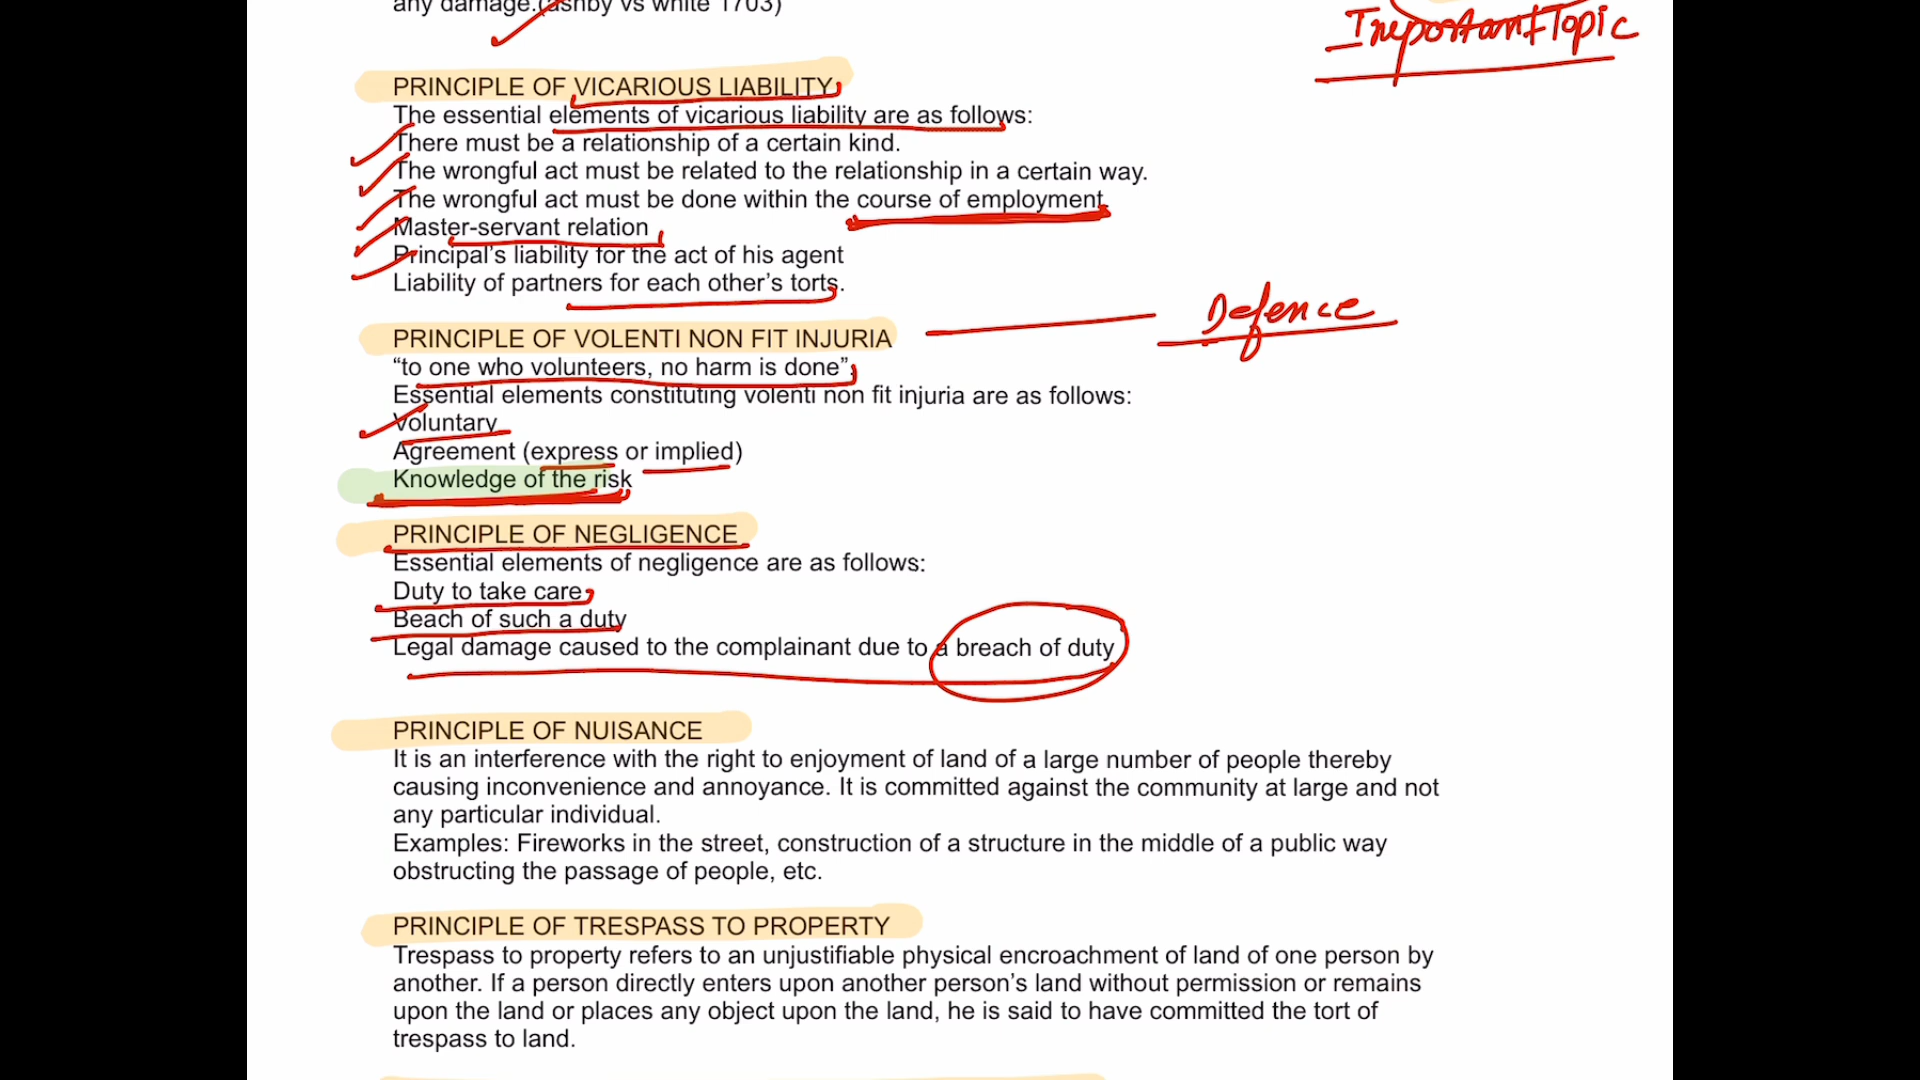 any damage.(ashby vs white 1703)
Important Topic
PRINCIPLE OF VICARIOUS LIABILITY
The essential elements of vicarious liability are as follows:
There must be a relationship of a certain kind.
The wrongful act must be related to the relationship in a certain way.
The wrongful act must be done within the course of employment
Master-servant relation
Principal’s liability for the act of his agent
Liability of partners for each other’s torts.
Defence
PRINCIPLE OF VOLENTI NON FIT INJURIA
“to one who volunteers, no harm is done”.
Essential elements constituting volenti non fit injuria are as follows:
Voluntary
Agreement (express or implied)
Knowledge of the risk
PRINCIPLE OF NEGLIGENCE
Essential elements of negligence are as follows:
Duty to take care
Beach of such a duty
Legal damage caused to the complainant due to a breach of duty
PRINCIPLE OF NUISANCE
It is an interference with the right to enjoyment of land of a large number of people thereby
causing inconvenience and annoyance. It is committed against the community at large and not
any particular individual.
Examples: Fireworks in the street, construction of a structure in the middle of a public way
obstructing the passage of people, etc.
PRINCIPLE OF TRESPASS TO PROPERTY
Trespass to property refers to an unjustifiable physical encroachment of land of one person by
another. If a person directly enters upon another person’s land without permission or remains
upon the land or places any object upon the land, he is said to have committed the tort of
trespass to land.